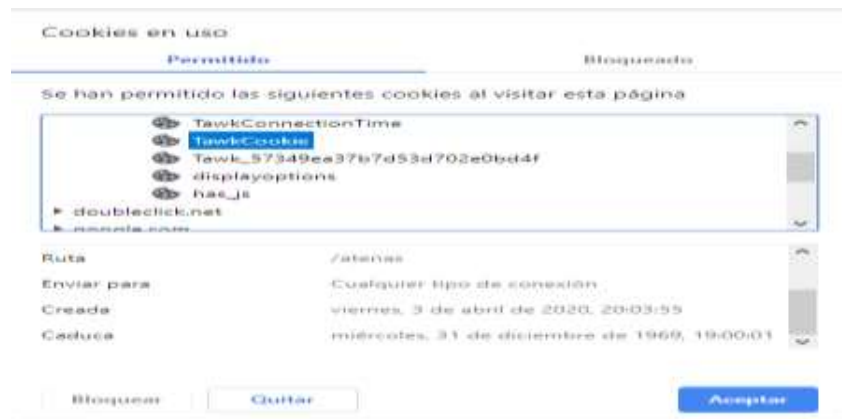 Cookies en uso
Permitido Bloqueado
Se han permitido las siguientes cookies al visitar esta página
TawkConnectionTime
TawkCookie
Tawk_57349ea37b7d53d702e0bd4f
displayoptions
has_js
doubleclick.net
google.com
Ruta /atenas
Enviar para Cualquier tipo de conexión
Creada viernes, 3 de abril de 2020, 20:03:55
Caduca miércoles, 31 de diciembre de 1969, 19:00:01
Bloquear Quitar Aceptar